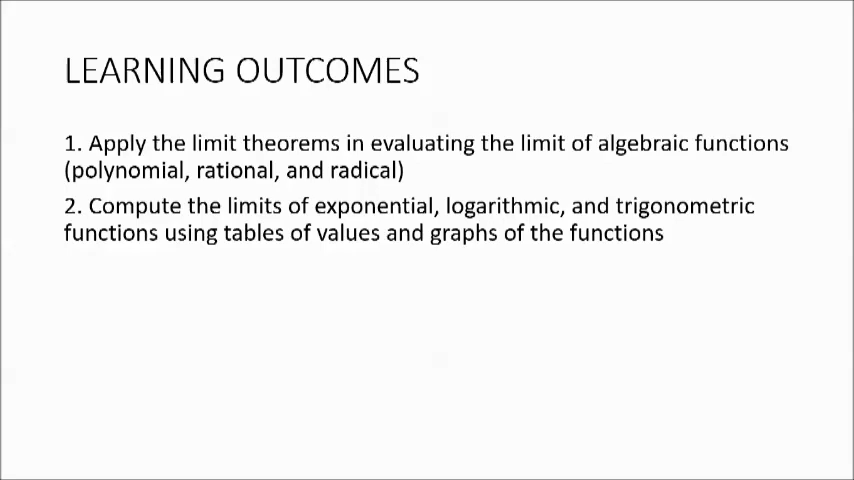 LEARNING OUTCOMES
1. Apply the limit theorems in evaluating the limit of algebraic functions
(polynomial, rational, and radical)
2. Compute the limits of exponential, logarithmic, and trigonometric
functions using tables of values and graphs of the functions